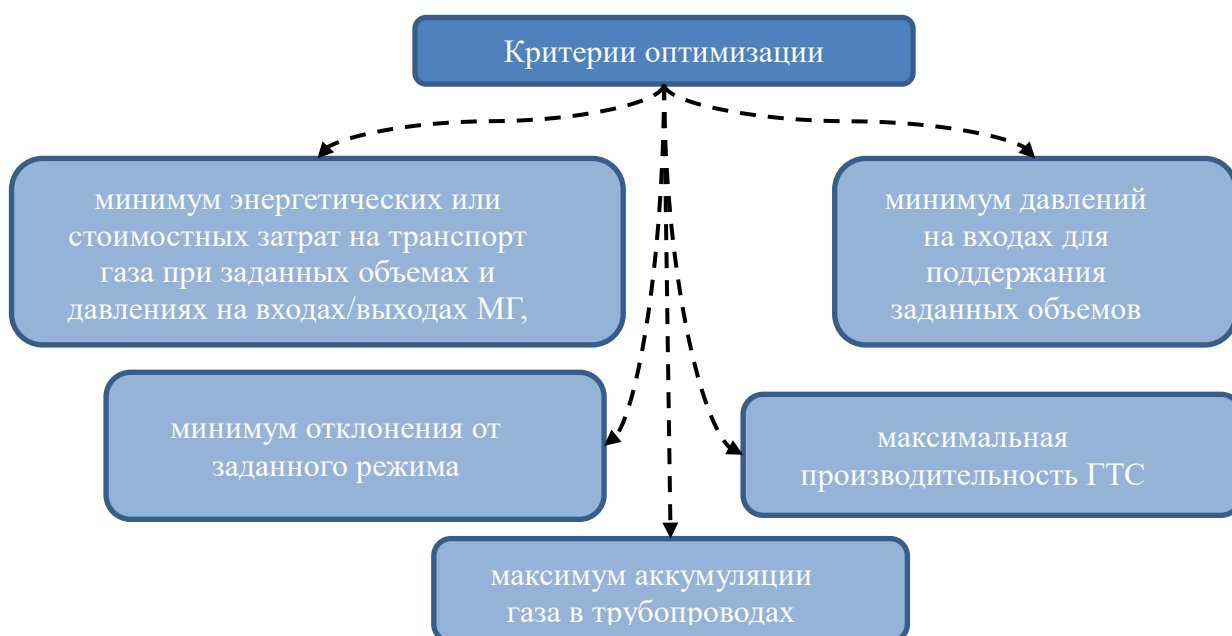 Критерии оптимизации
минимум энергетических или
стоимостных затрат на транспорт
газа при заданных объемах и
давлениях на входах/выходах МГ,
минимум давлений
на входах для
поддержания
заданных объемов
минимум отклонения от
заданного режима
максимальная
производительность ГТС
максимум аккумуляции
газа в трубопроводах